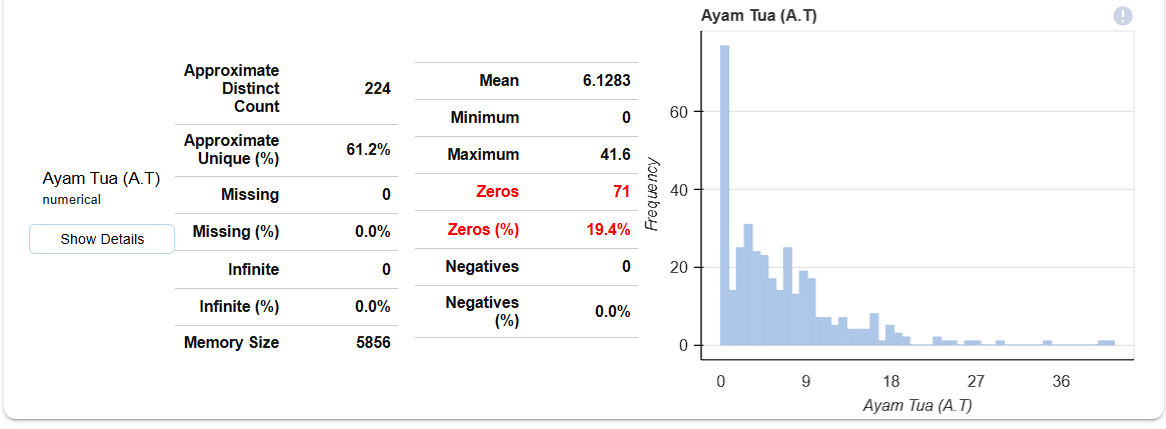 Ayam Tua (A.T)
numerical
Show Details
Approximate
Distinct
Count
224
Approximate
Unique (%)
61.2%
Missing
0
Missing (%)
0.0%
Infinite
0
Infinite (%)
0.0%
Memory Size
5856
Mean
6.1283
Minimum
0
Maximum
41.6
Zeros
71
Zeros (%)
19.4%
Negatives
0
Negatives
(%)
0.0%
Ayam Tua (A.T)
!
Frequency
60
40
20
0
0 9 18 27 36
Ayam Tua (A.T)